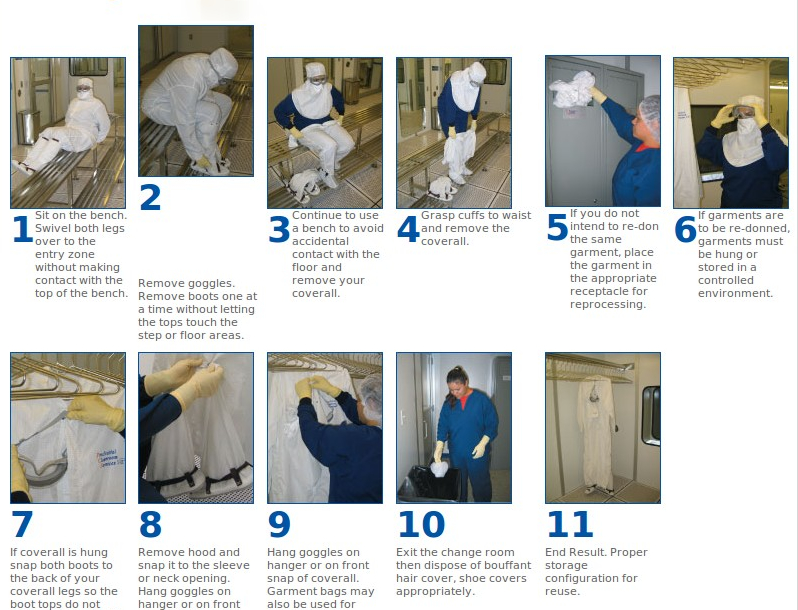 1
Sit on the bench.
Swivel both legs
over to the
entry zone
without making
contact with the
top of the bench.
2
Remove goggles.
Remove boots one at
a time without letting
the tops touch the
step or floor areas.
3
Continue to use
a bench to avoid
accidental
contact with the
floor and
remove your
coverall.
4
Grasp cuffs to waist
and remove the
coverall.
5
If you do not
intend to re-don
the same
garment, place
the garment in
the appropriate
receptacle for
reprocessing.
6
If garments are
to be re-donned,
garments must
be hung or
stored in a
controlled
environment.
7
If coverall is hung
snap both boots to
the back of your
coverall legs so the
boot tops do not
8
Remove hood and
snap it to the sleeve
or neck opening.
Hang goggles on
hanger or on front
9
Hang goggles on
hanger or on front
snap of coverall.
Garment bags may
also be used for
10
Exit the change room
then dispose of bouffant
hair cover, shoe covers
appropriately.
11
End Result. Proper
storage
configuration for
reuse.